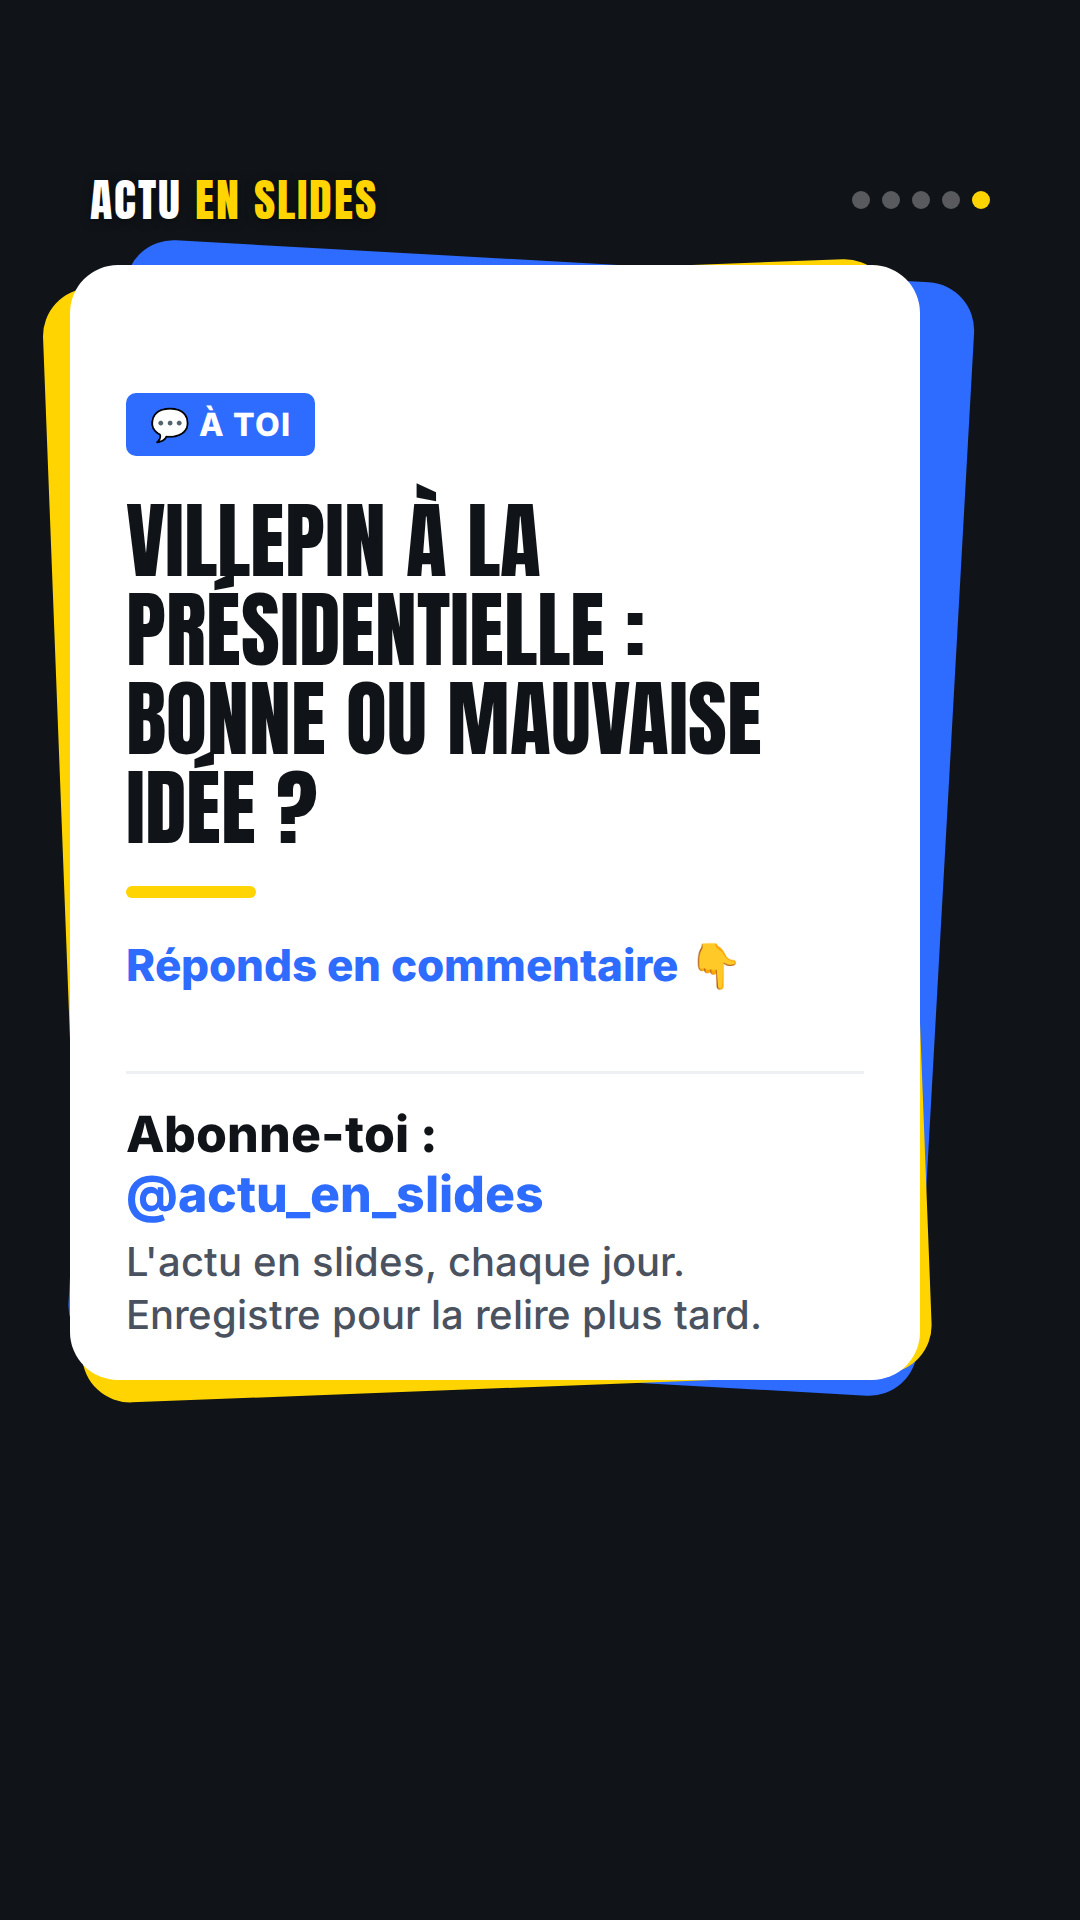 ACTU EN SLIDES
💬 À TOI
VILLEPIN À LA
PRÉSIDENTIELLE :
BONNE OU MAUVAISE
IDÉE ?
Réponds en commentaire 👇
Abonne-toi :
@actu_en_slides
L'actu en slides, chaque jour.
Enregistre pour la relire plus tard.